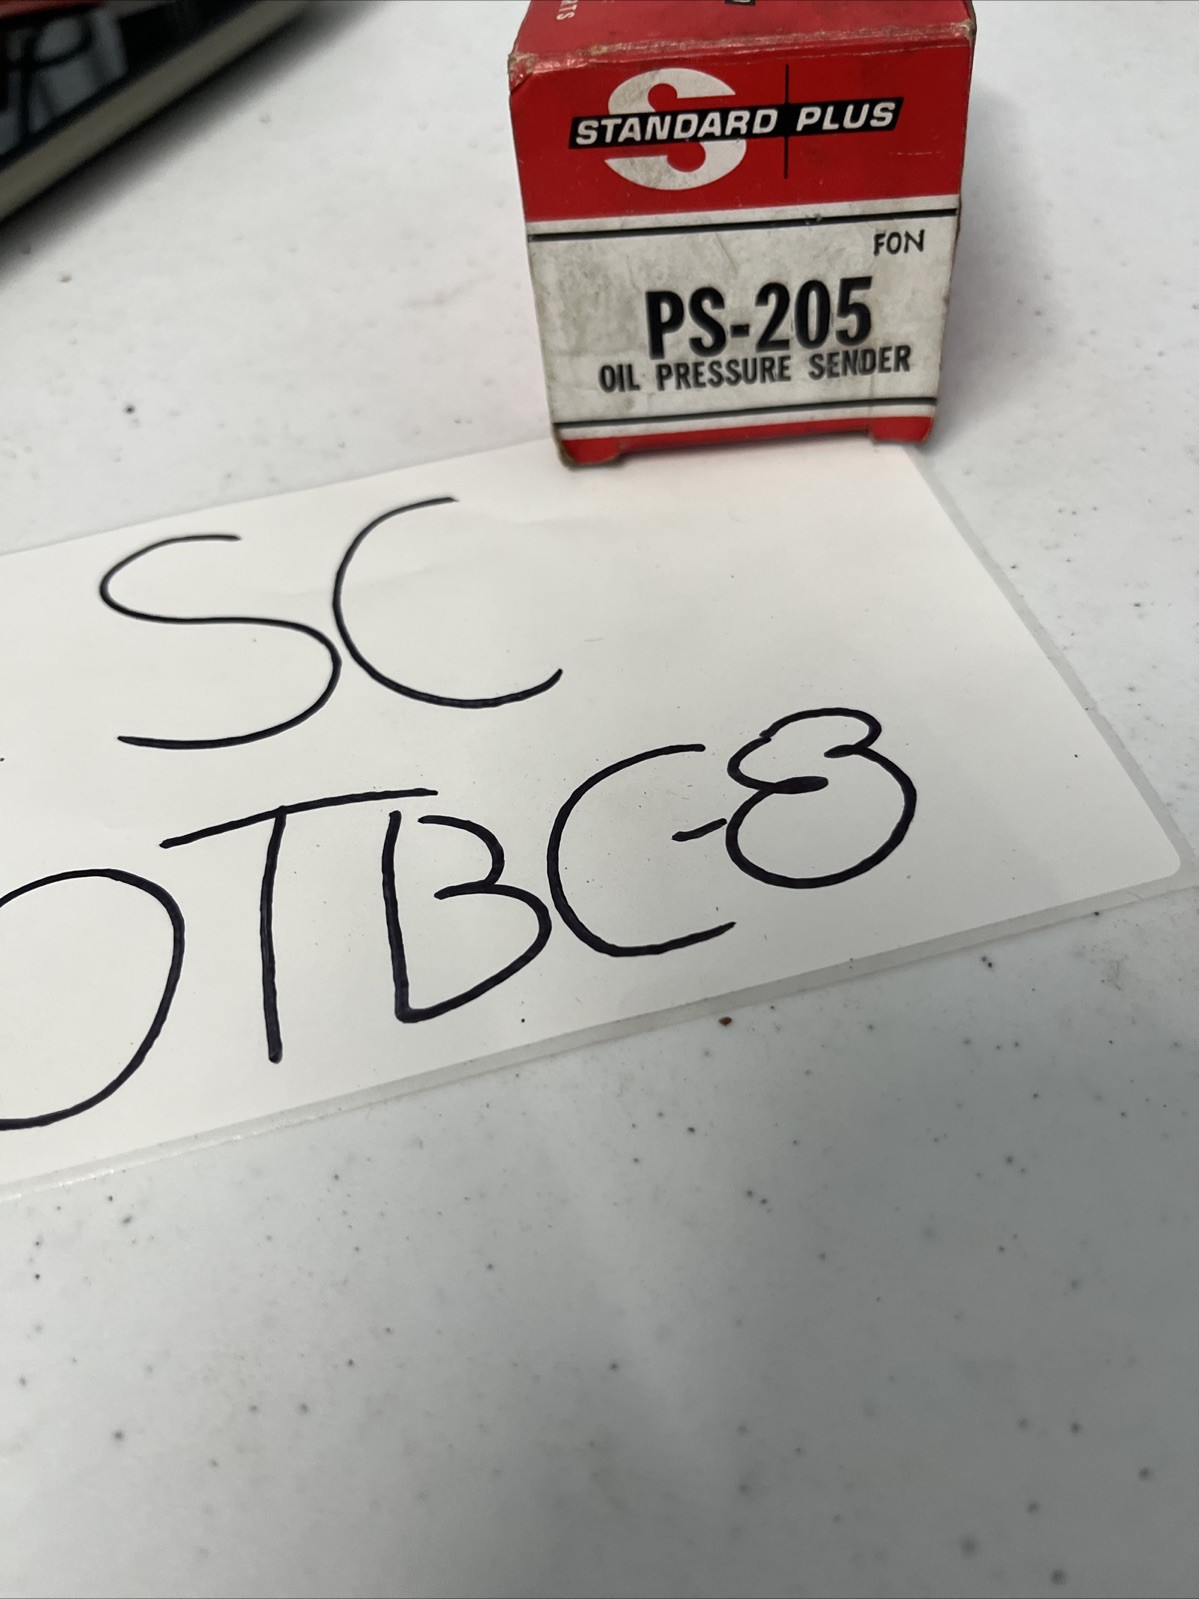 STANDARD PLUS
FON
PS-205
OIL PRESSURE SENDER
SC
OTBC-8